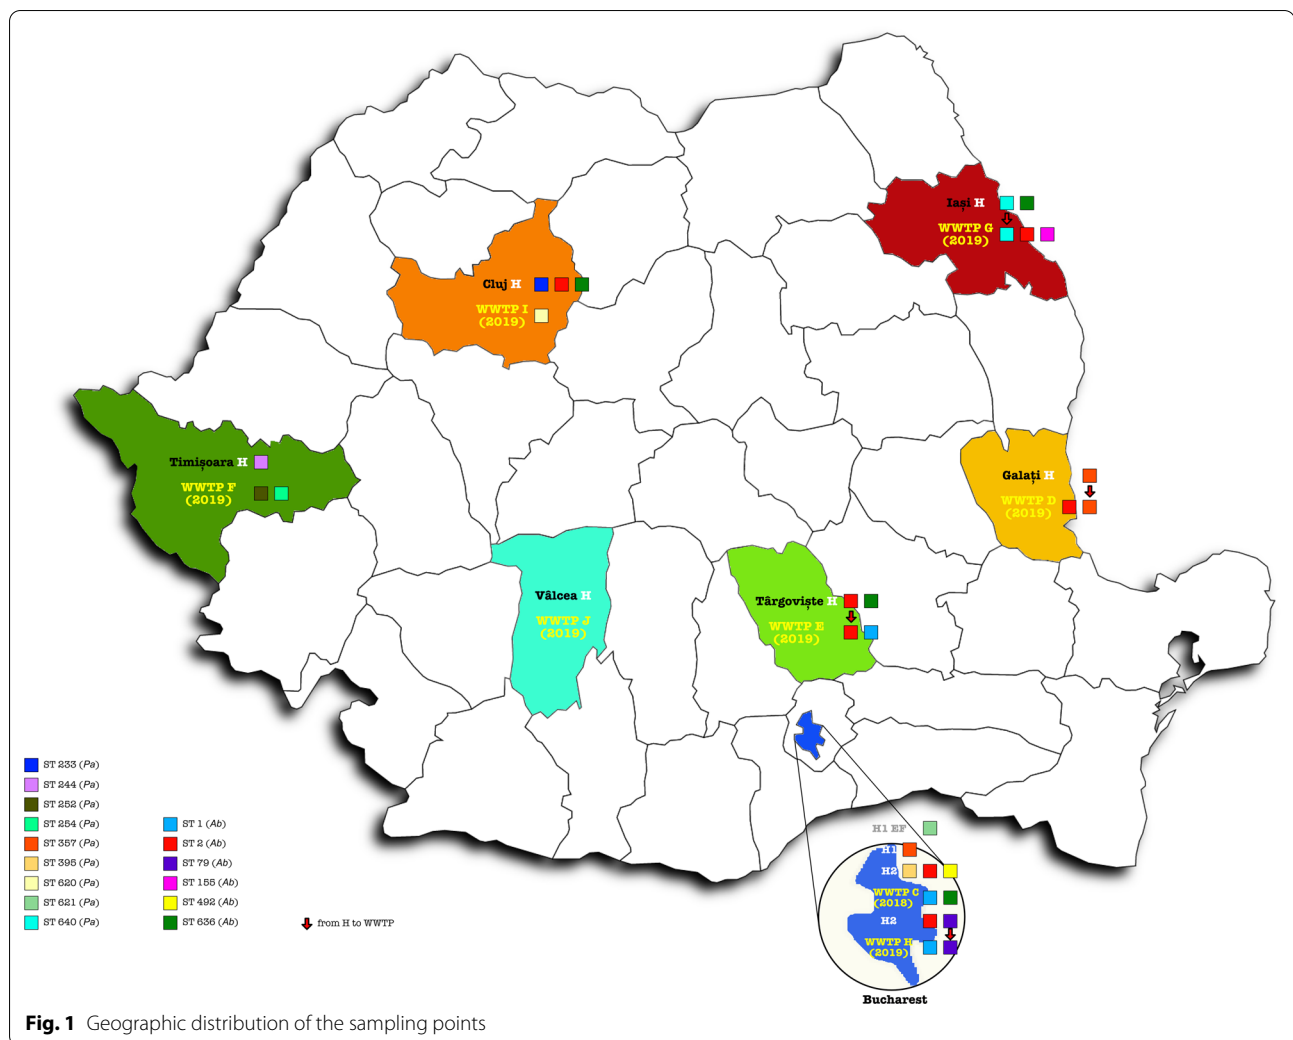 Iași H
WWTP G
(2019)
Cluj H
WWTP I
(2019)
Timișoara H
WWTP F
(2019)
Galați H
WWTP D
(2019)
Vâlcea H
WWTP J
(2019)
Târgoviște H
WWTP E
(2019)
ST 233 (Pa)
ST 244 (Pa)
ST 252 (Pa)
ST 254 (Pa)
ST 357 (Pa)
ST 395 (Pa)
ST 620 (Pa)
ST 621 (Pa)
ST 640 (Pa)
ST 1 (Ab)
ST 2 (Ab)
ST 79 (Ab)
ST 155 (Ab)
ST 492 (Ab)
ST 636 (Ab)
from H to WWTP
H1 EF
H1
H2
WWTP C
(2018)
H2
WWTP H
(2019)
Bucharest
Fig. 1 Geographic distribution of the sampling points